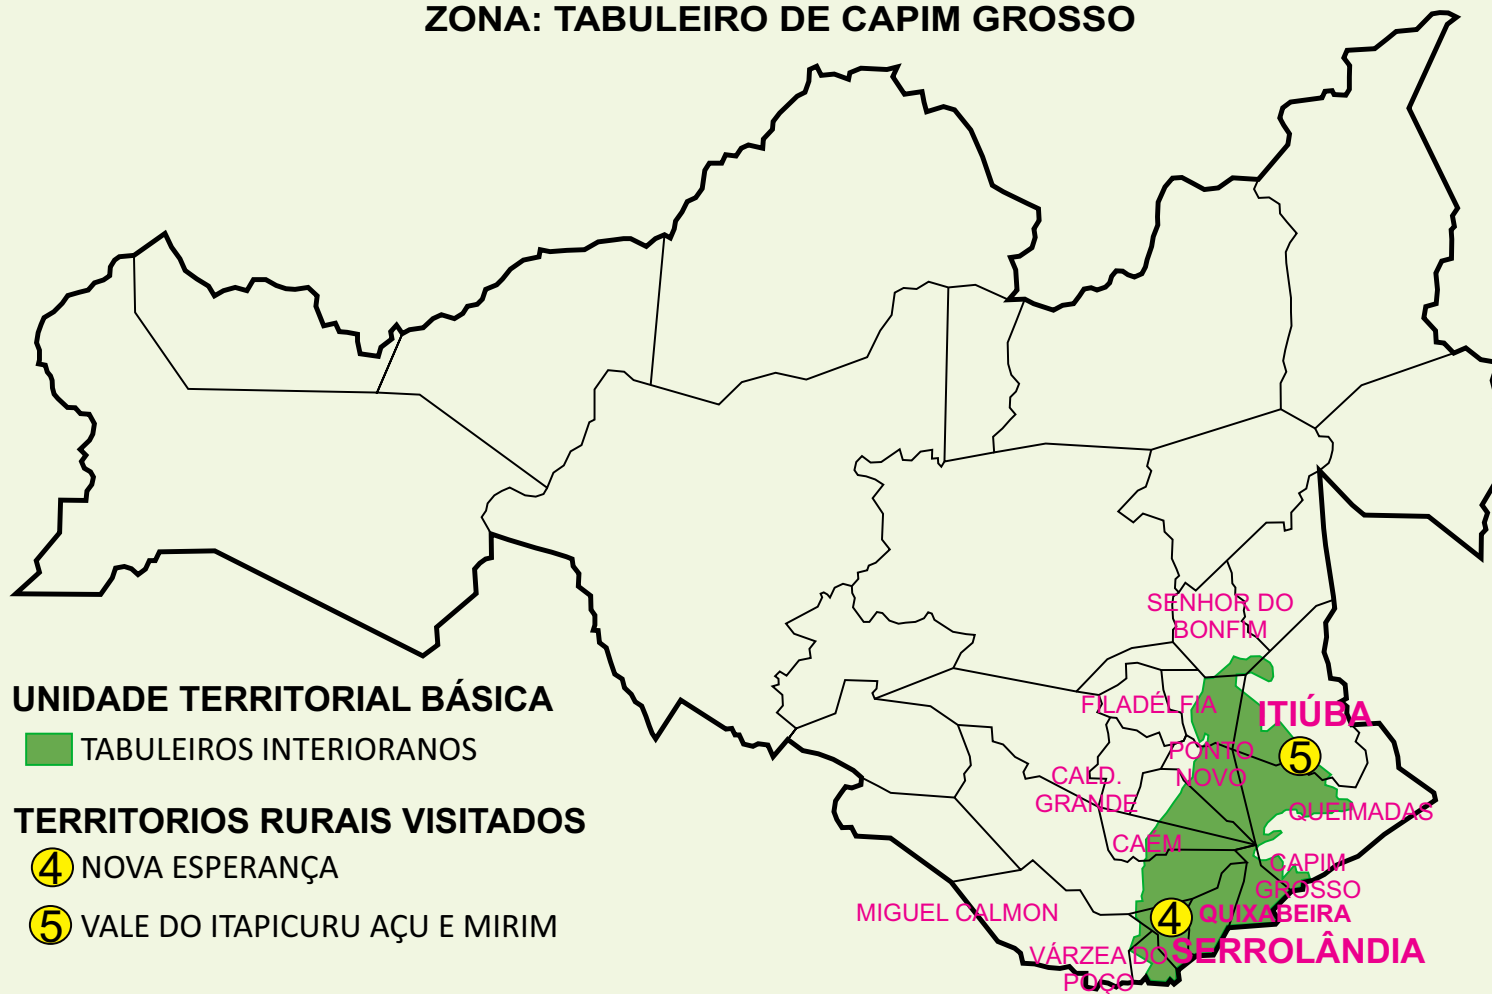 ZONA: TABULEIRO DE CAPIM GROSSO
SENHOR DO
BONFIM
UNIDADE TERRITORIAL BÁSICA
TABULEIROS INTERIORANOS
FILADÉLFIA
ITIÚBA
PONTO
NOVO
5
CALD.
GRANDE
QUEIMADAS
TERRITORIOS RURAIS VISITADOS
CAÉM
CAPIM
GROSSO
4 NOVA ESPERANÇA
MIGUEL CALMON
4
QUIXABEIRA
5 VALE DO ITAPICURU AÇU E MIRIM
VÁRZEA DO
POÇO
SERROLÂNDIA